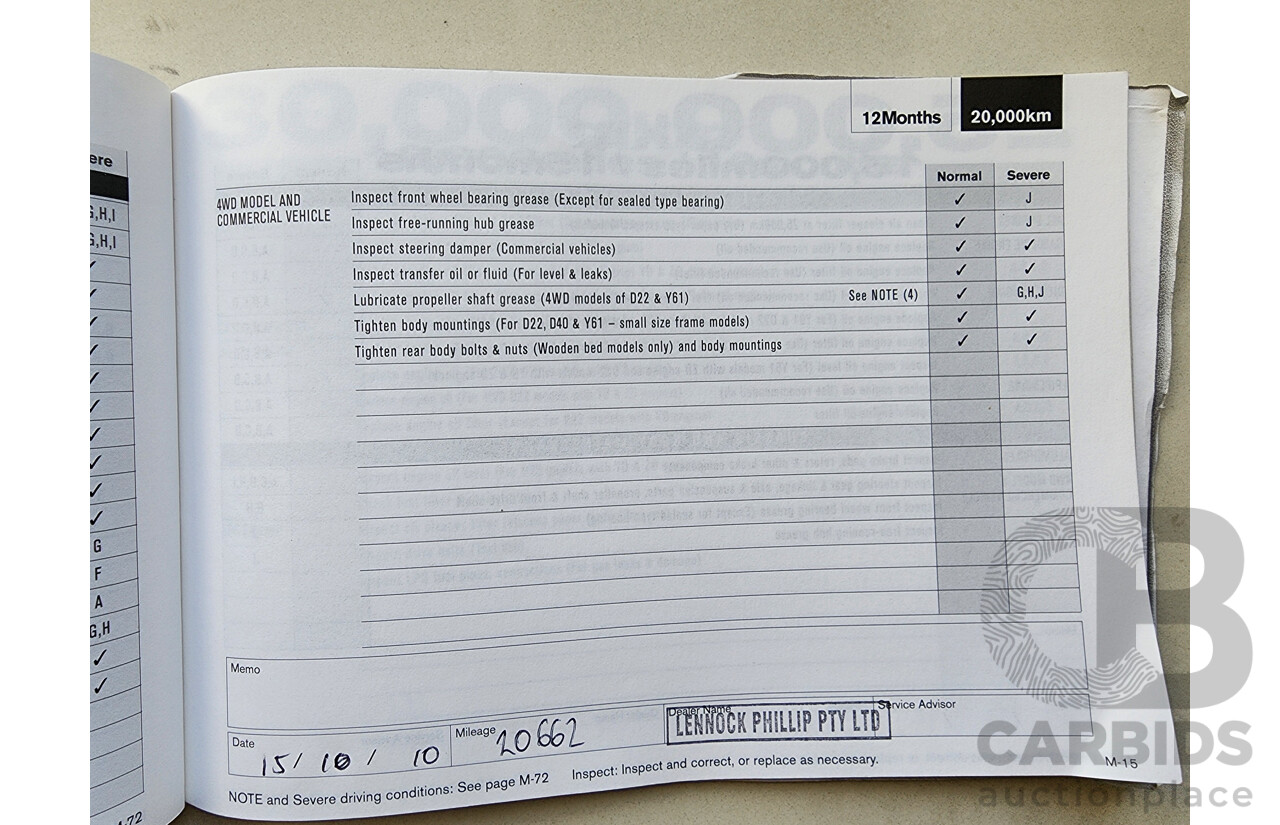 12Months 20,000km
Normal Severe
4WD MODEL AND
COMMERCIAL VEHICLE
Inspect front wheel bearing grease (Except for sealed type bearing) ✓ J
Inspect free-running hub grease ✓ J
Inspect steering damper (Commercial vehicles) ✓ ✓
Inspect transfer oil or fluid (For level & leaks) ✓ ✓
Lubricate propeller shaft grease (4WD models of D22 & Y61) See NOTE (4) ✓ G,H,J
Tighten body mountings (For D22, D40 & Y61 – small size frame models) ✓ ✓
Tighten rear body bolts & nuts (Wooden bed models only) and body mountings ✓ ✓
Memo
Date 15/ 10 / 10
Mileage 20662
Dealer Name
LENNOCK PHILLIP PTY LTD
Service Advisor
NOTE and Severe driving conditions: See page M-72 Inspect: Inspect and correct, or replace as necessary.
M-15
ere
G,H,I
G,H,I
✓
✓
✓
✓
✓
✓
✓
✓
✓
✓
G
F
A
G,H
✓
✓
M-72
CB
CARBIDS
auctionplace